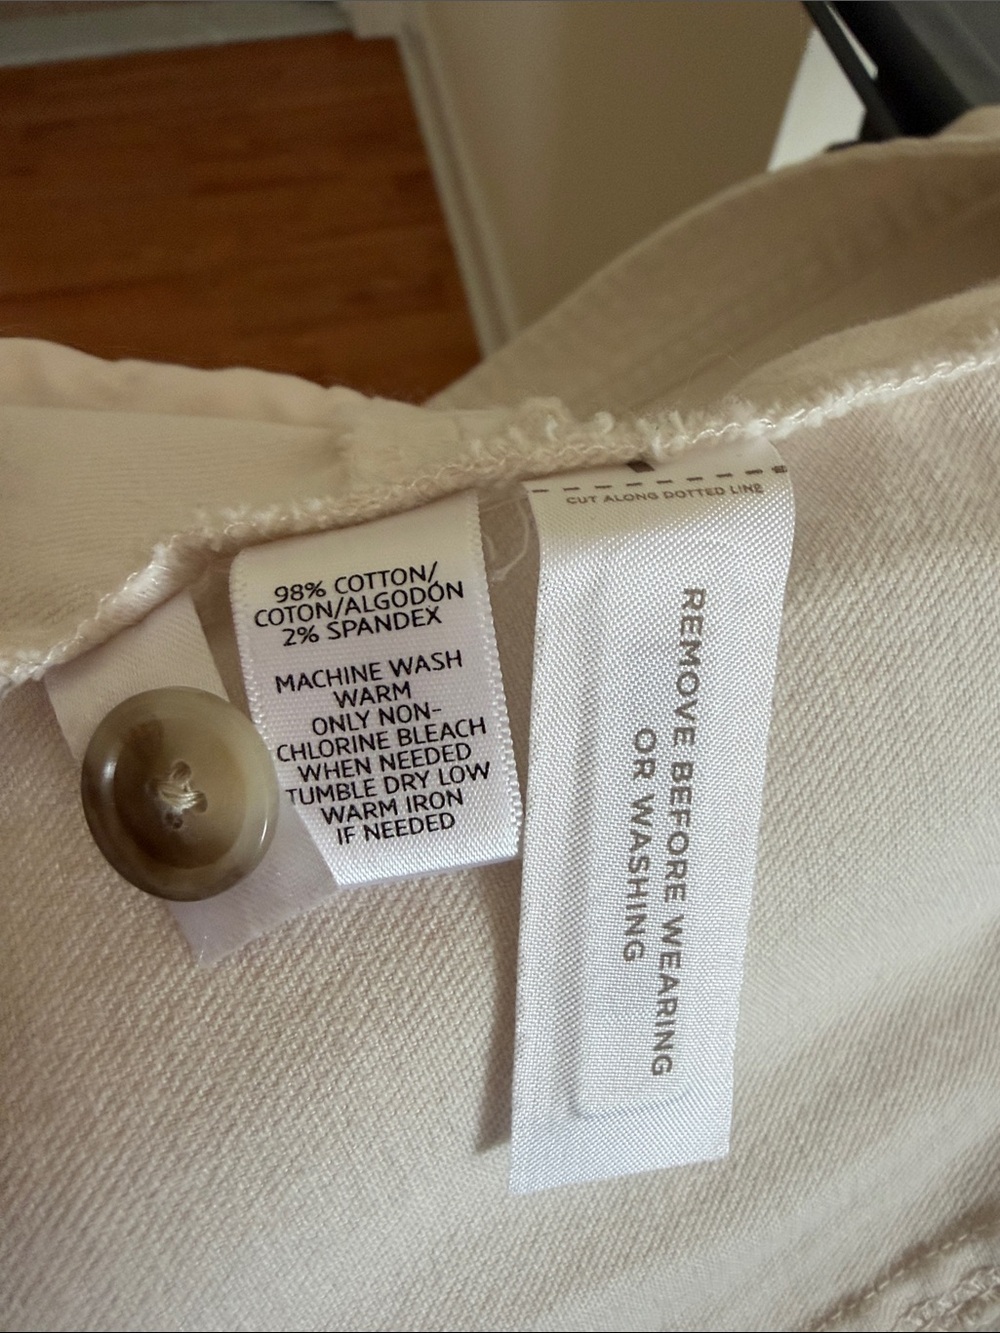 98% COTTON/
COTON/ALGODÓN
2% SPANDEX
MACHINE WASH
WARM
ONLY NON-
CHLORINE BLEACH
WHEN NEEDED
TUMBLE DRY LOW
WARM IRON
IF NEEDED
CUT ALONG DOTTED LINE
REMOVE BEFORE WEARING
OR WASHING